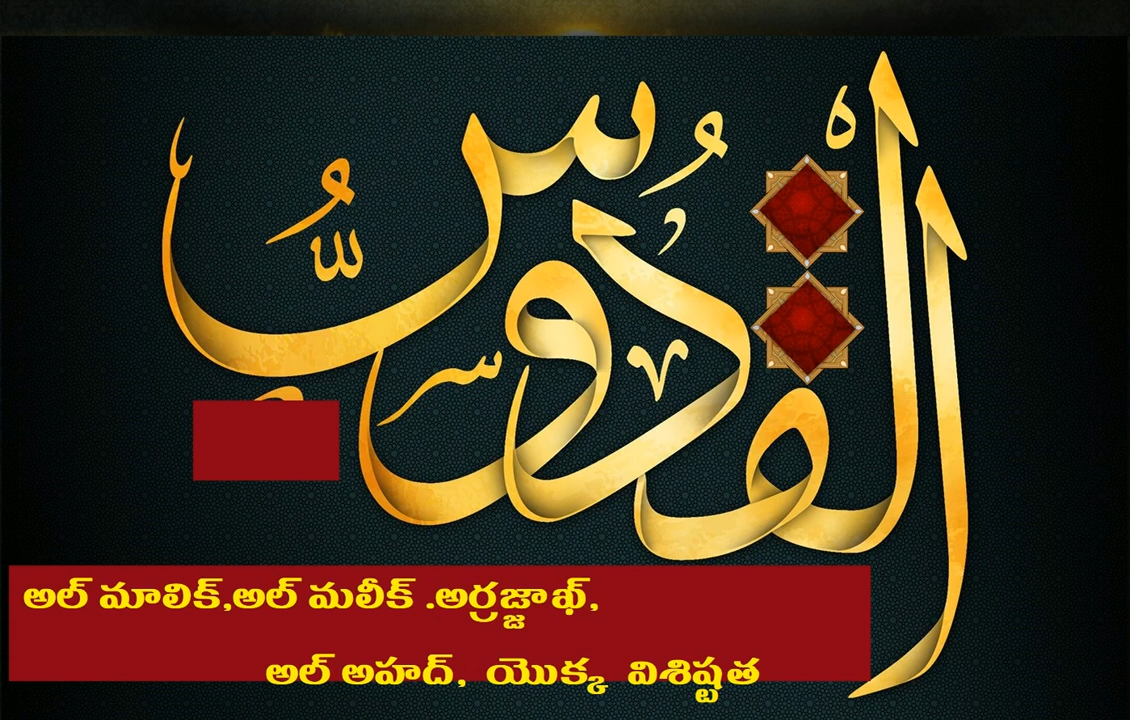 القدوس
అల్ మాలిక్,అల్ మలీక్ .అర్రజ్జాఖ్,
అల్ అహద్, యొక్క విశిష్టత